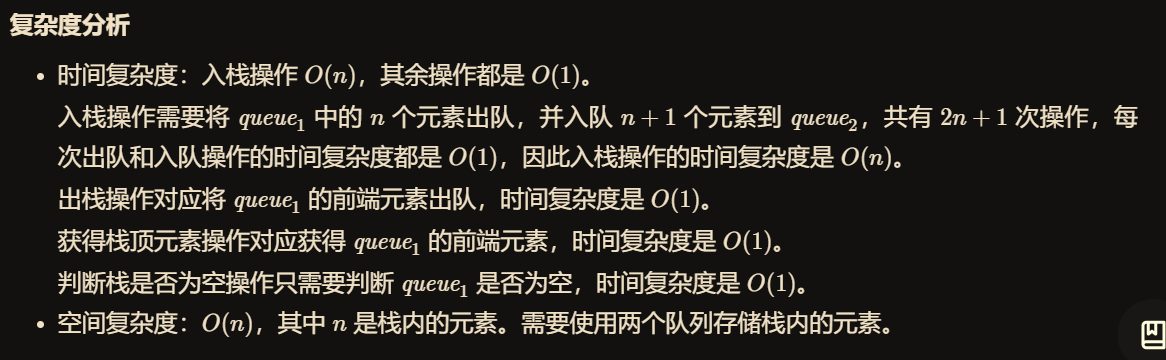 复杂度分析
• 时间复杂度：入栈操作 O(n)，其余操作都是 O(1)。
入栈操作需要将 queue₁ 中的 n 个元素出队，并入队 n + 1 个元素到 queue₂，共有 2n + 1 次操作，每
次出队和入队操作的时间复杂度都是 O(1)，因此入栈操作的时间复杂度是 O(n)。
出栈操作对应将 queue₁ 的前端元素出队，时间复杂度是 O(1)。
获得栈顶元素操作对应获得 queue₁ 的前端元素，时间复杂度是 O(1)。
判断栈是否为空操作只需要判断 queue₁ 是否为空，时间复杂度是 O(1)。
• 空间复杂度：O(n)，其中 n 是栈内的元素。需要使用两个队列存储栈内的元素。